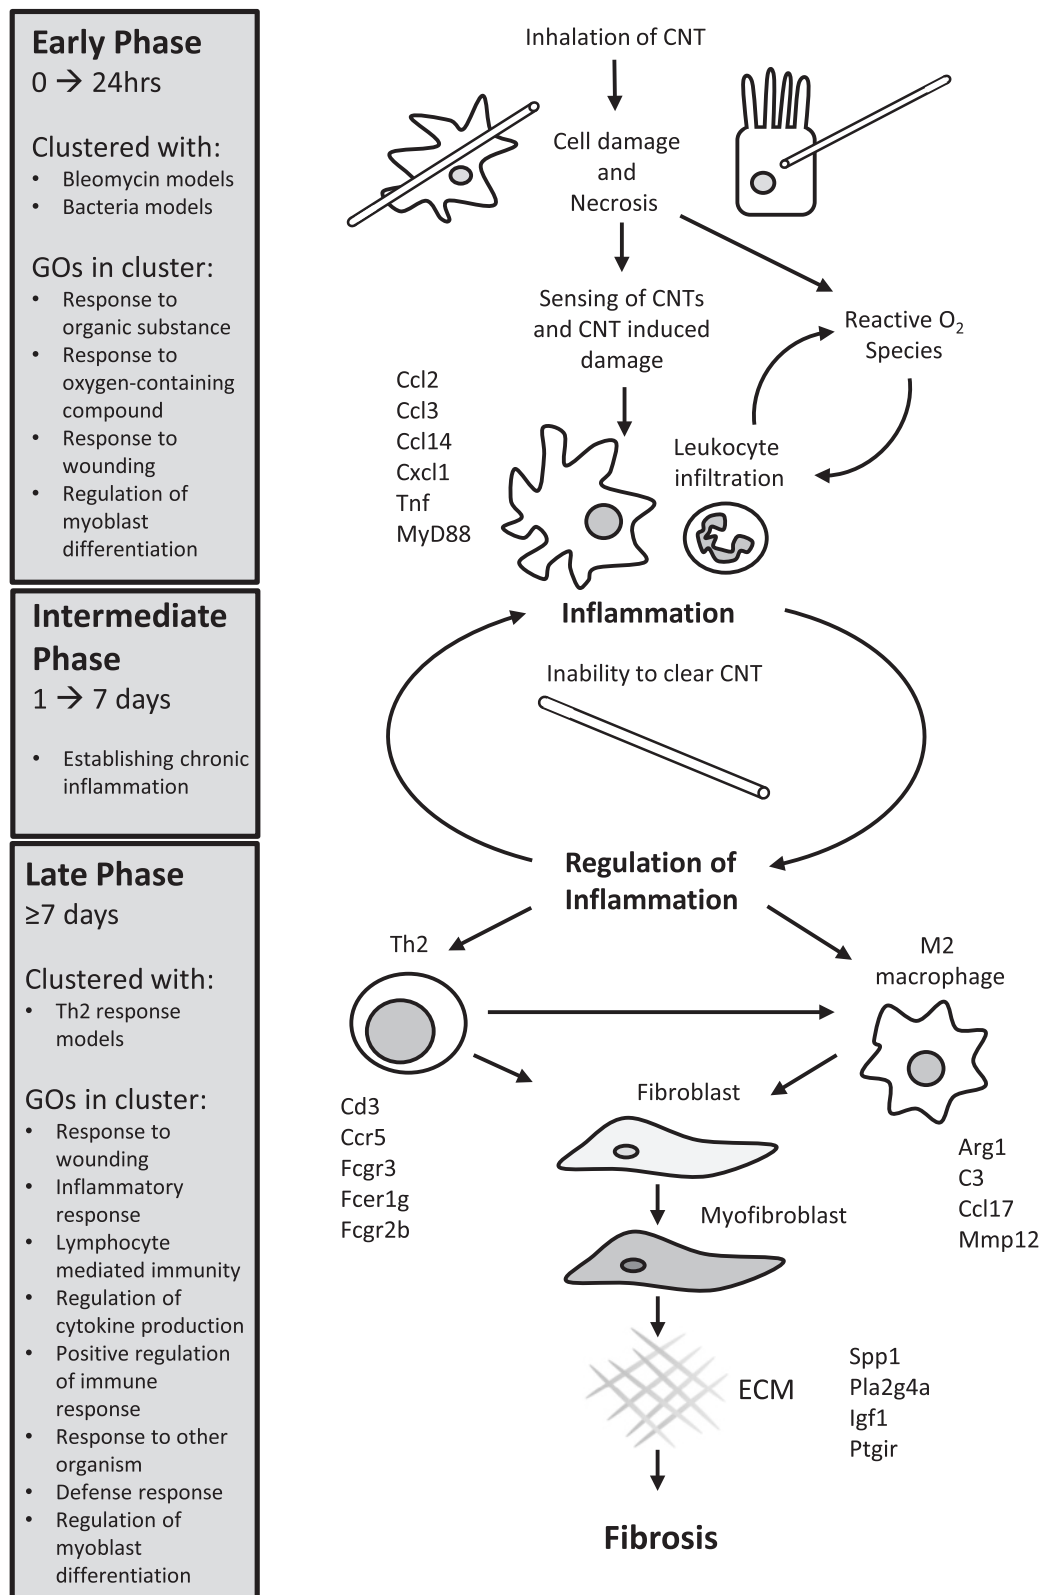 Early Phase
0 → 24hrs
Clustered with:
• Bleomycin models
• Bacteria models
GOs in cluster:
• Response to
organic substance
• Response to
oxygen-containing
compound
• Response to
wounding
• Regulation of
myoblast
differentiation
Intermediate
Phase
1 → 7 days
• Establishing chronic
inflammation
Late Phase
≥7 days
Clustered with:
• Th2 response
models
GOs in cluster:
• Response to
wounding
• Inflammatory
response
• Lymphocyte
mediated immunity
• Regulation of
cytokine production
• Positive regulation
of immune
response
• Response to other
organism
• Defense response
• Regulation of
myoblast
differentiation
Inhalation of CNT
Cell damage
and
Necrosis
Sensing of CNTs
and CNT induced
damage
Reactive O₂
Species
Ccl2
Ccl3
Ccl14
Cxcl1
Tnf
MyD88
Leukocyte
infiltration
Inflammation
Inability to clear CNT
Regulation of
Inflammation
Th2
M2
macrophage
Cd3
Ccr5
Fcgr3
Fcer1g
Fcgr2b
Fibroblast
Arg1
C3
Ccl17
Mmp12
Myofibroblast
ECM
Spp1
Pla2g4a
Igf1
Ptgir
Fibrosis